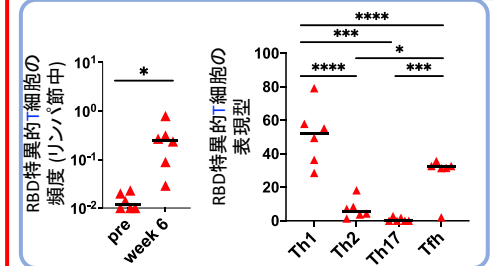 RBD特異的T細胞の
頻度 (リンパ節中)
10¹
10⁰
10⁻¹
10⁻²
*
pre
week 6
RBD特異的T細胞の
表現型
100
80
60
40
20
0
****
***
*
****
***
Th1
Th2
Th17
Tfh